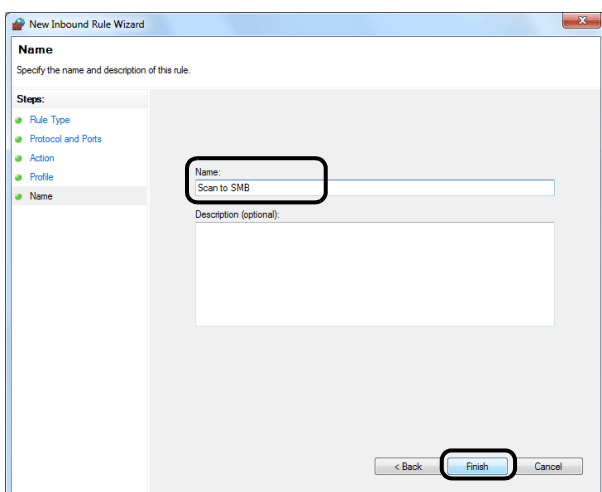 New Inbound Rule Wizard
Name
Specify the name and description of this rule.
Steps:
Rule Type
Protocol and Ports
Action
Profile
Name
Name:
Scan to SMB
Description (optional):
< Back
Finish
Cancel